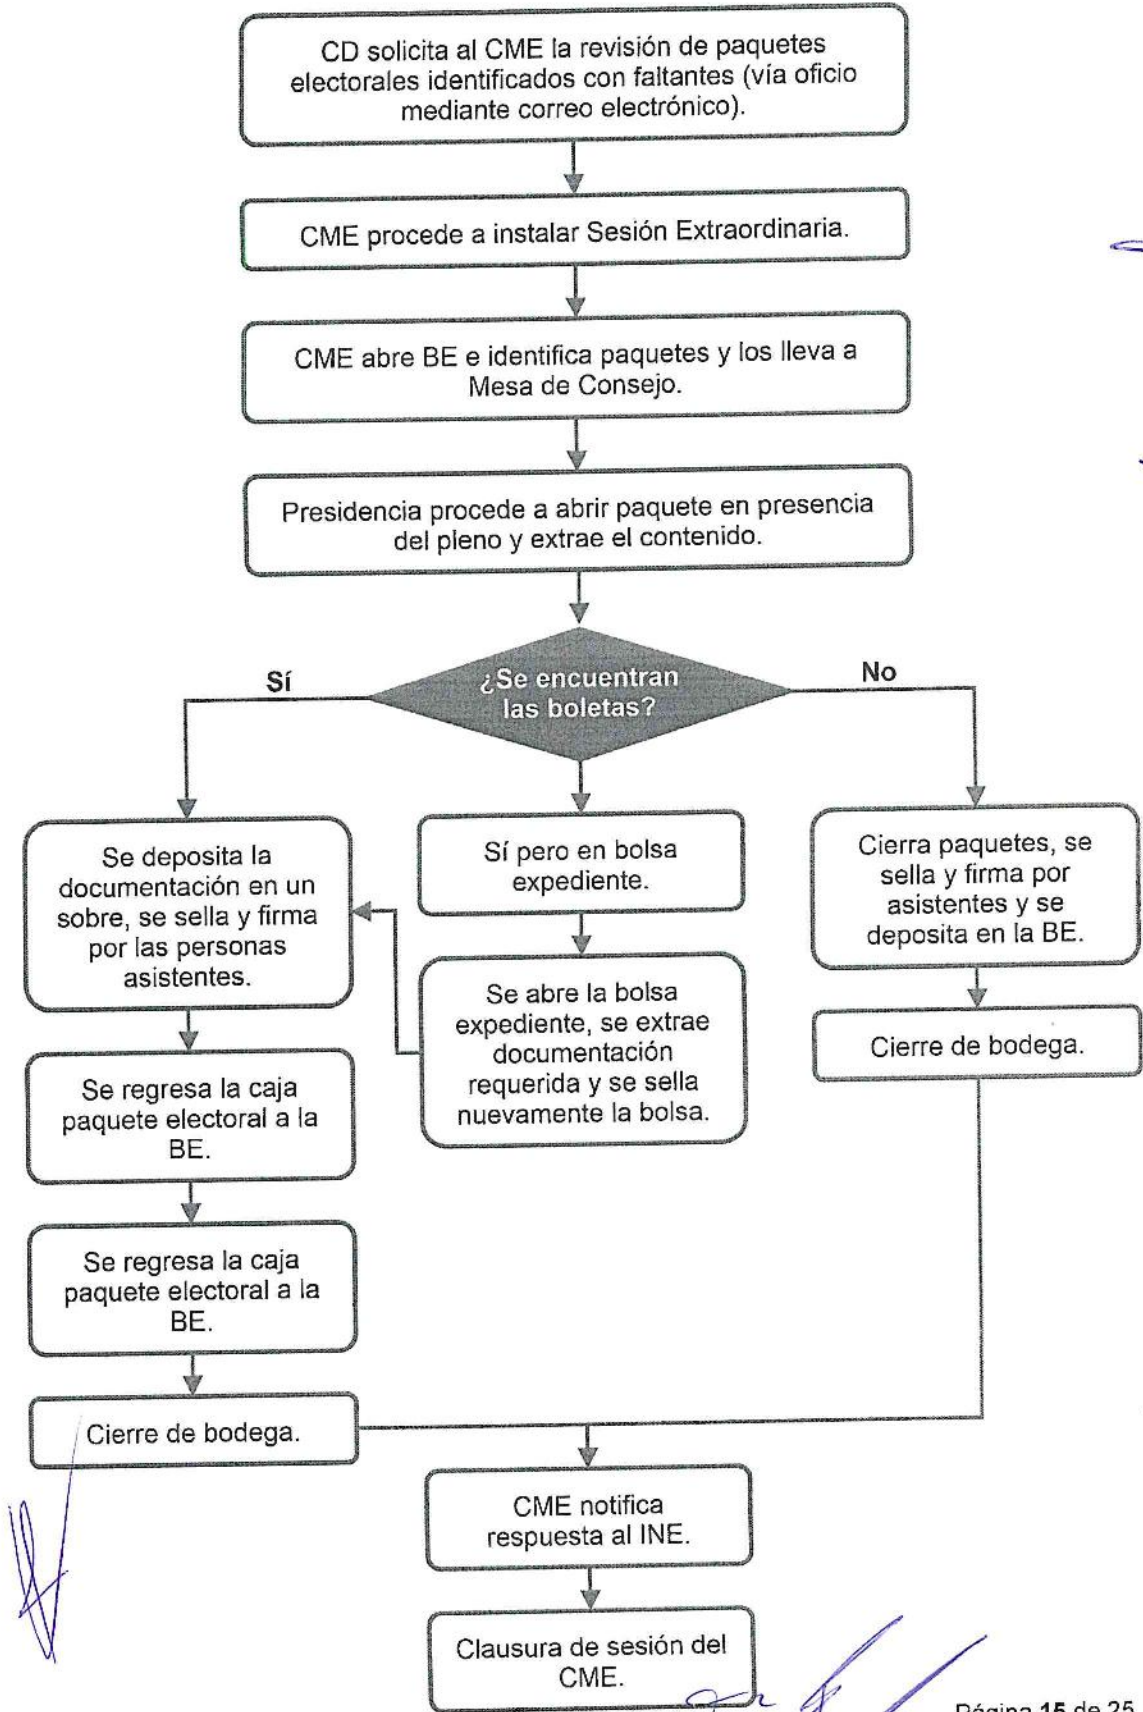 CD solicita al CME la revisión de paquetes
electorales identificados con faltantes (vía oficio
mediante correo electrónico).
CME procede a instalar Sesión Extraordinaria.
CME abre BE e identifica paquetes y los lleva a
Mesa de Consejo.
Presidencia procede a abrir paquete en presencia
del pleno y extrae el contenido.
¿Se encuentran
las boletas?
Sí
No
Se deposita la
documentación en un
sobre, se sella y firma
por las personas
asistentes.
Se regresa la caja
paquete electoral a la
BE.
Se regresa la caja
paquete electoral a la
BE.
Cierre de bodega.
Sí pero en bolsa
expediente.
Se abre la bolsa
expediente, se extrae
documentación
requerida y se sella
nuevamente la bolsa.
Cierra paquetes, se
sella y firma por
asistentes y se
deposita en la BE.
Cierre de bodega.
CME notifica
respuesta al INE.
Clausura de sesión del
CME.
Página 15 de 25